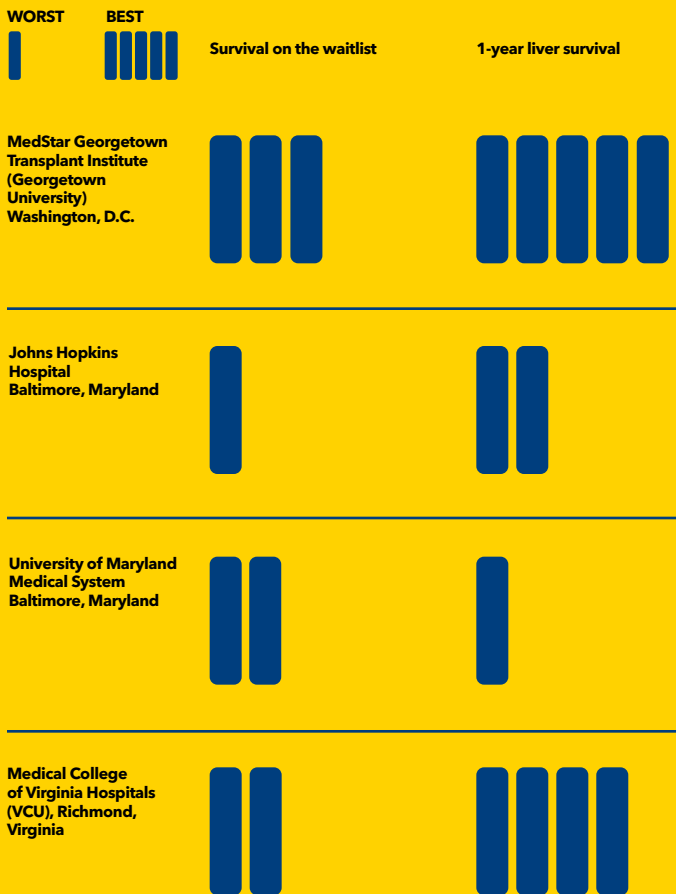 WORST BEST
Survival on the waitlist 1-year liver survival
MedStar Georgetown
Transplant Institute
(Georgetown
University)
Washington, D.C.
Johns Hopkins
Hospital
Baltimore, Maryland
University of Maryland
Medical System
Baltimore, Maryland
Medical College
of Virginia Hospitals
(VCU), Richmond,
Virginia